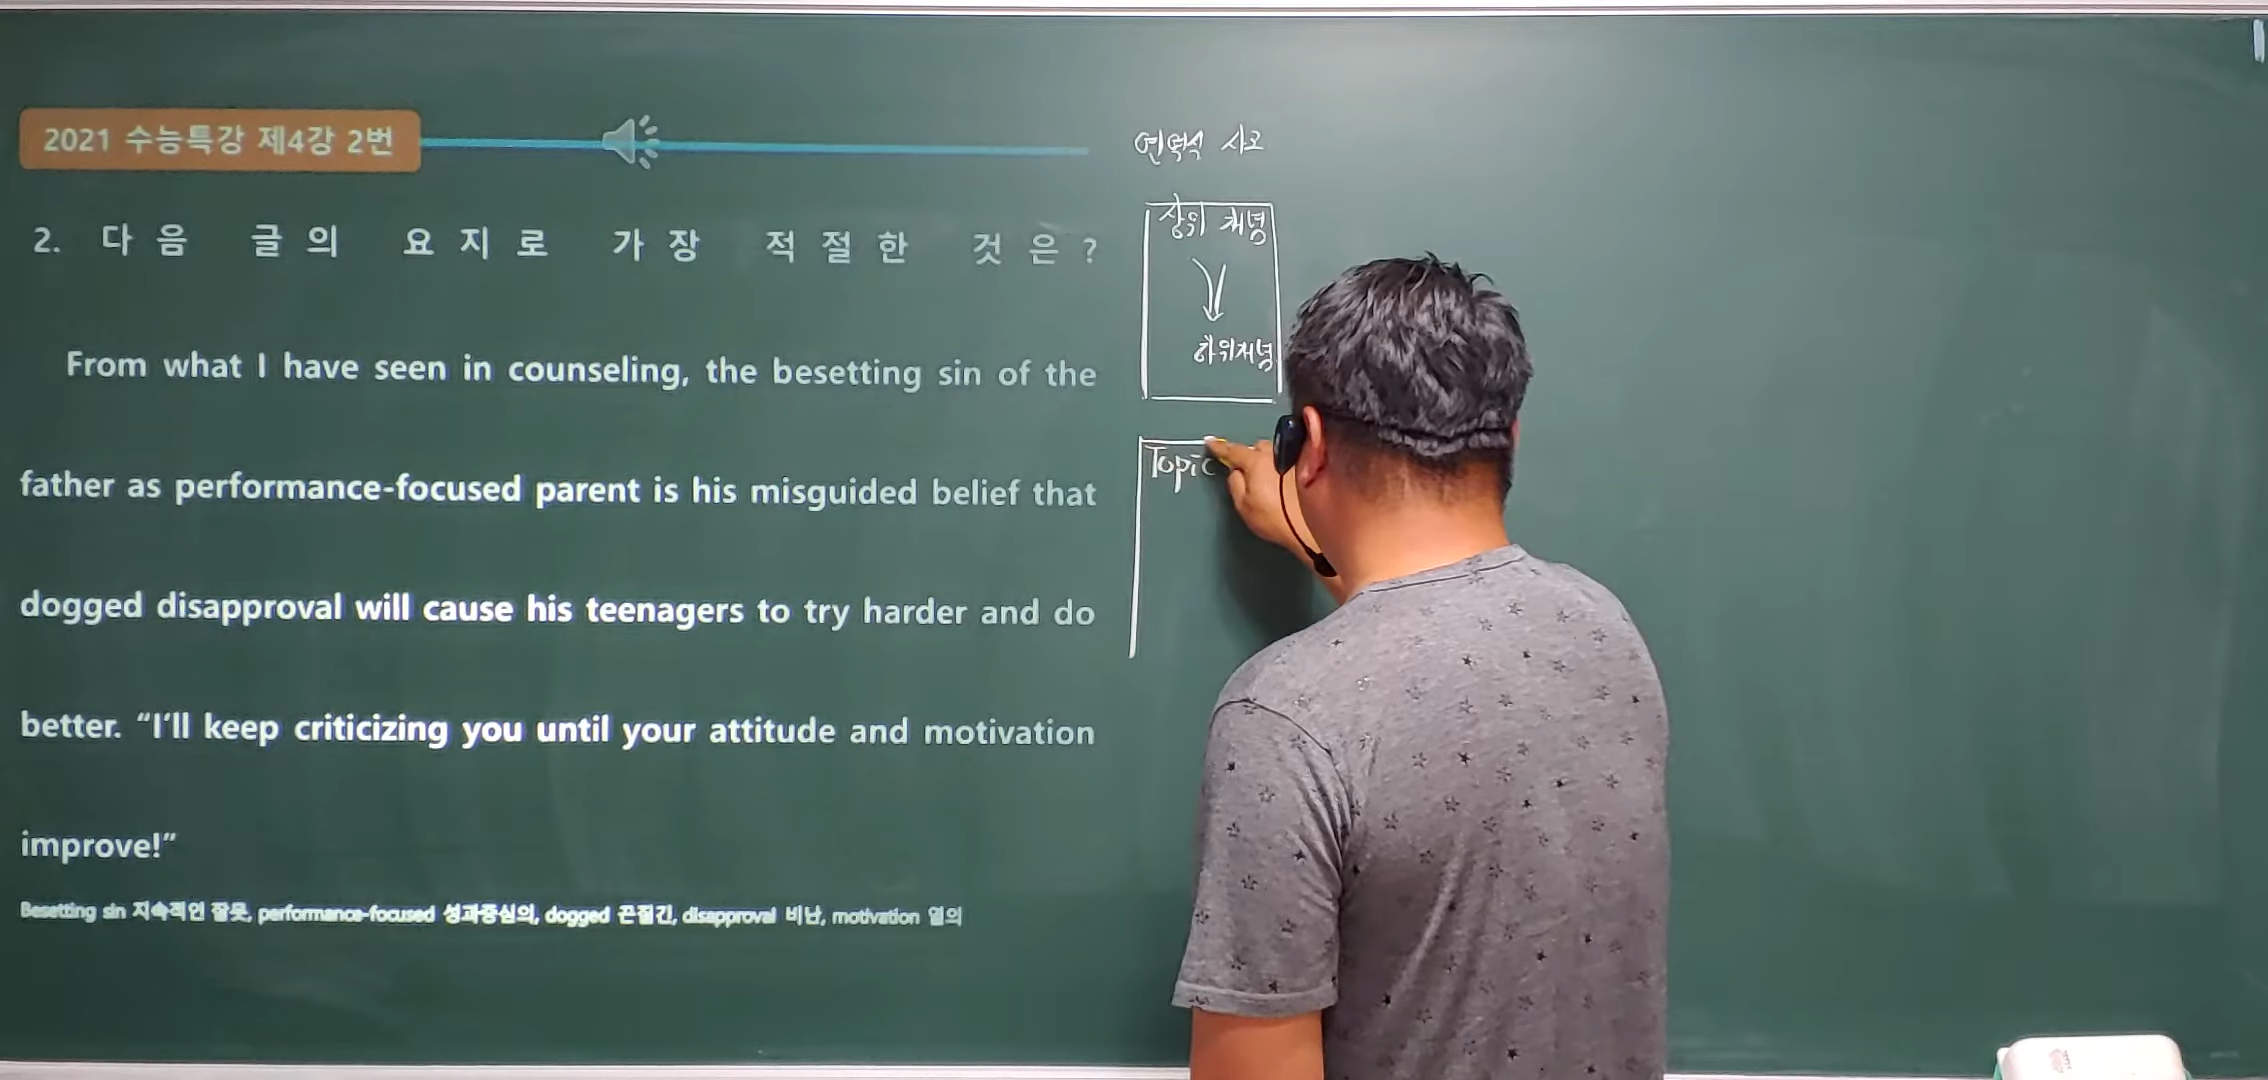 2021 수능특강 제4강 2번
2. 다음 글의 요지로 가장 적절한 것은?
From what I have seen in counseling, the besetting sin of the
father as performance-focused parent is his misguided belief that
dogged disapproval will cause his teenagers to try harder and do
better. “I’ll keep criticizing you until your attitude and motivation
improve!”
Besetting sin 지속적인 잘못, performance-focused 성과중심의, dogged 끈질긴, disapproval 비난, motivation 열의
연역식 사고
상위 개념
하위개념
Topic